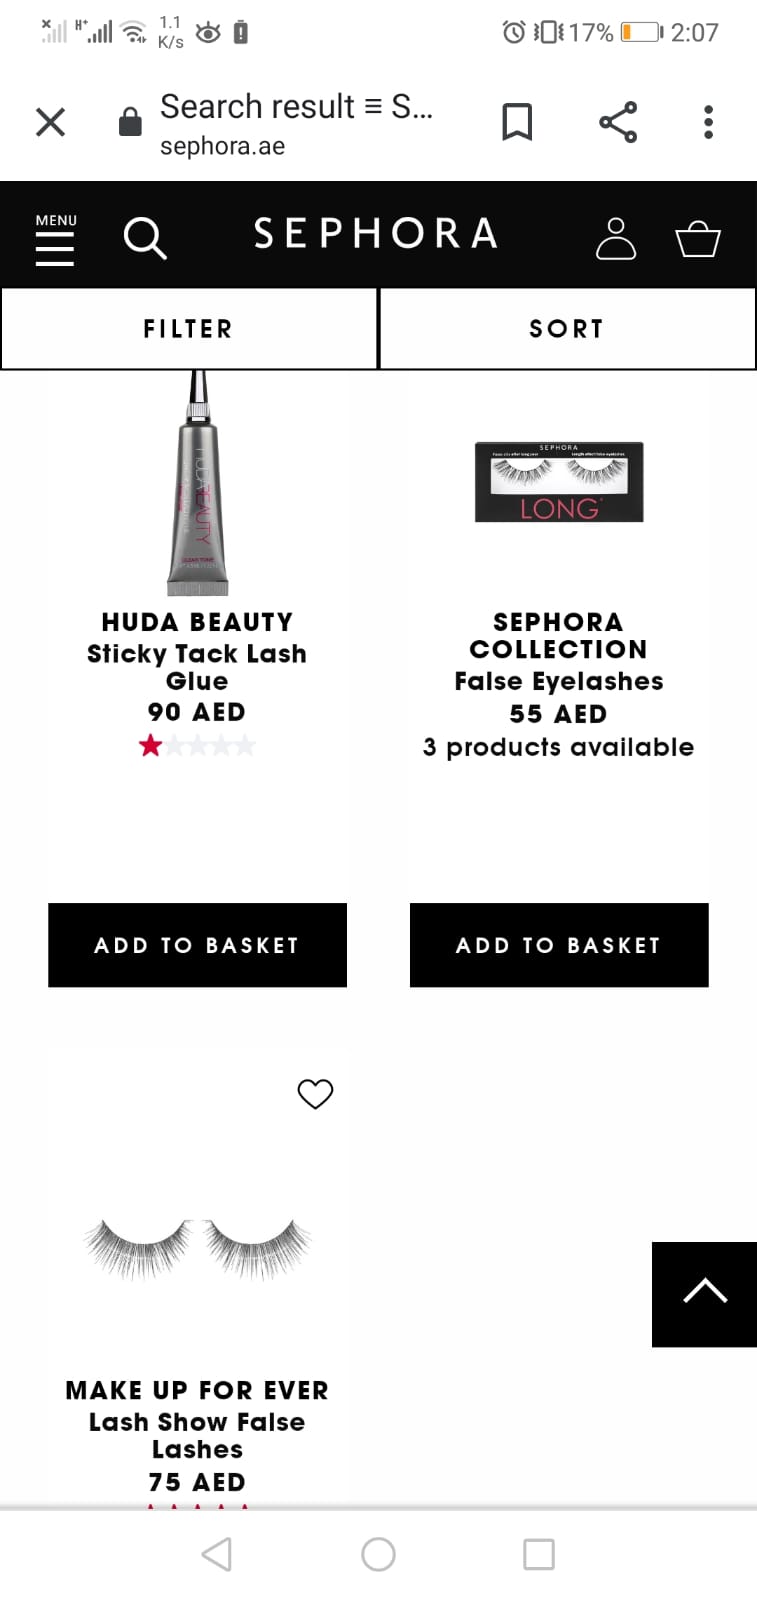 1.1
K/s
H+
17%
2:07
Search result ≡ S...
sephora.ae
MENU
SEPHORA
FILTER
SORT
HUDA BEAUTY
SEPHORA
LONG
HUDA BEAUTY
Sticky Tack Lash
Glue
90 AED
SEPHORA
COLLECTION
False Eyelashes
55 AED
3 products available
ADD TO BASKET
ADD TO BASKET
MAKE UP FOR EVER
Lash Show False
Lashes
75 AED